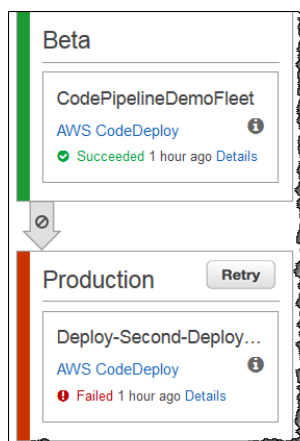 Beta
CodePipelineDemoFleet
AWS CodeDeploy
Succeeded 1 hour ago Details
Production Retry
Deploy-Second-Deploy...
AWS CodeDeploy
Failed 1 hour ago Details